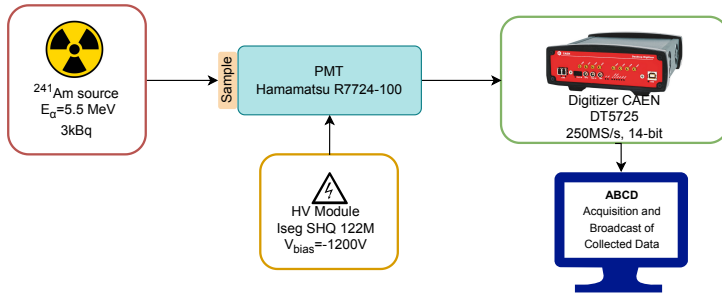 ²⁴¹Am source
Eα=5.5 MeV
3kBq
Sample
PMT
Hamamatsu R7724-100
HV Module
Iseg SHQ 122M
Vbias=-1200V
Digitizer CAEN
DT5725
250MS/s, 14-bit
ABCD
Acquisition and
Broadcast of
Collected Data